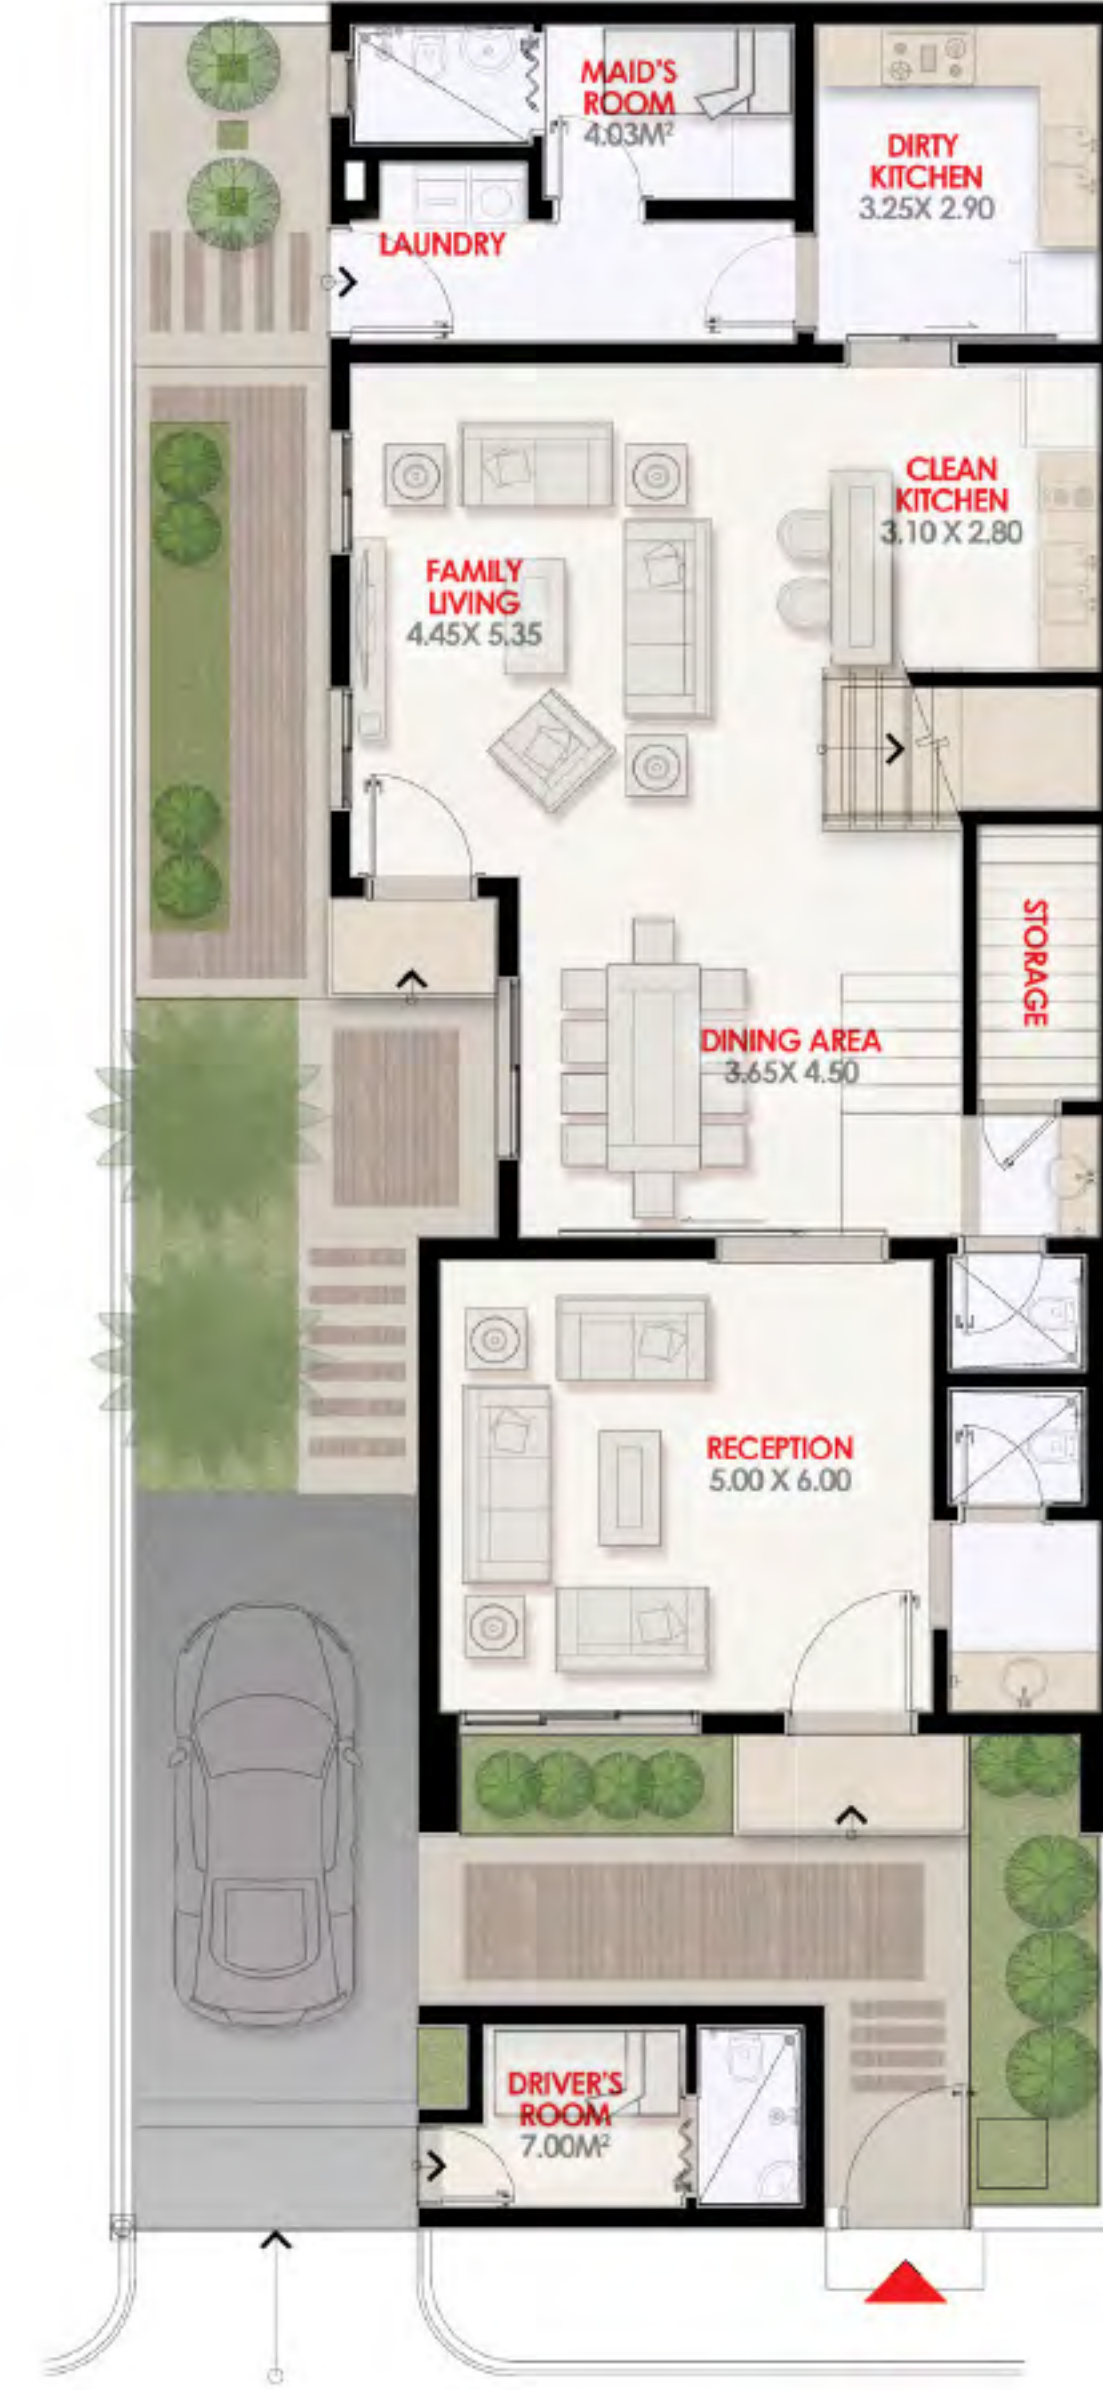 MAID'S
ROOM
4.03M²
DIRTY
KITCHEN
3.25X 2.90
LAUNDRY
CLEAN
KITCHEN
3.10 X 2.80
FAMILY
LIVING
4.45X 5.35
STORAGE
DINING AREA
3.65X 4.50
RECEPTION
5.00 X 6.00
DRIVER'S
ROOM
7.00M²